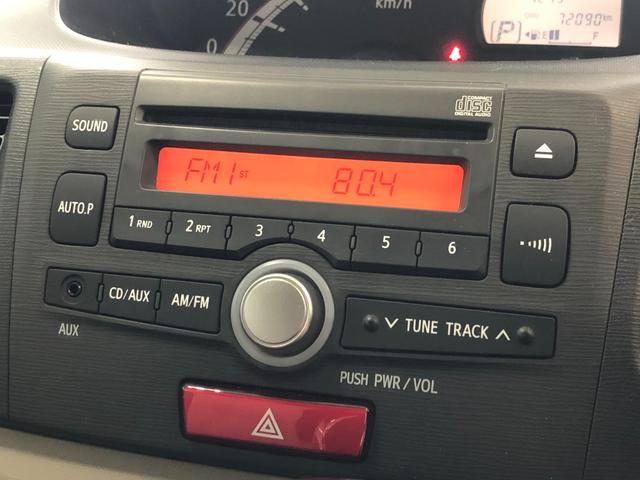 20
0
km/h
72090km
P
E F
COMPACT
disc
DIGITAL AUDIO
SOUND
FM1 ST 80.4
AUTO.P
1 RND
2 RPT
3
4
5
6
CD/AUX
AM/FM
TUNE TRACK
AUX
PUSH PWR/VOL